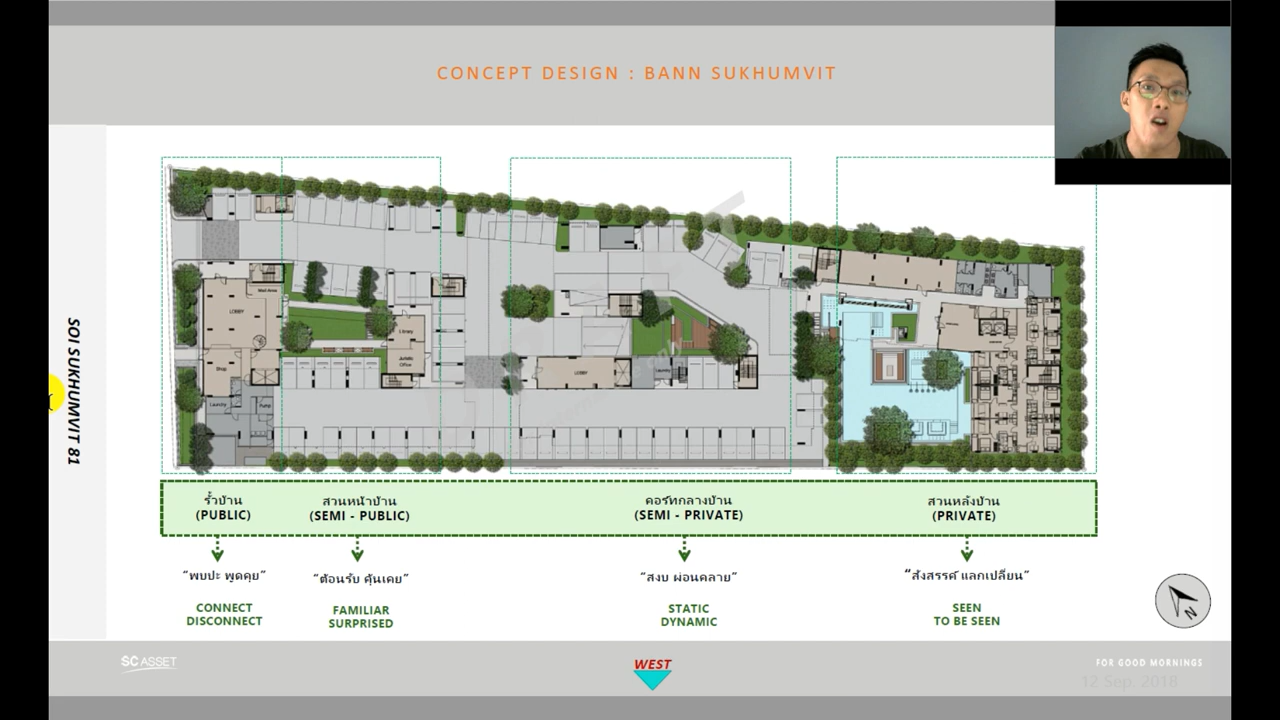 CONCEPT DESIGN : BANN SUKHUMVIT
SOI SUKHUMVIT 81
LOBBY
Shop
Laundry
Pump
Library
Juristic
Office
LOBBY
รั้วบ้าน
(PUBLIC)
สวนหน้าบ้าน
(SEMI - PUBLIC)
คอร์ทกลางบ้าน
(SEMI - PRIVATE)
สวนหลังบ้าน
(PRIVATE)
“พบปะ พูดคุย”
“ต้อนรับ คุ้นเคย”
“สงบ ผ่อนคลาย”
“สังสรรค์ แลกเปลี่ยน”
CONNECT
DISCONNECT
FAMILIAR
SURPRISED
STATIC
DYNAMIC
SEEN
TO BE SEEN
N
SC ASSET
WEST
FOR GOOD MORNINGS
12 Sep. 2018